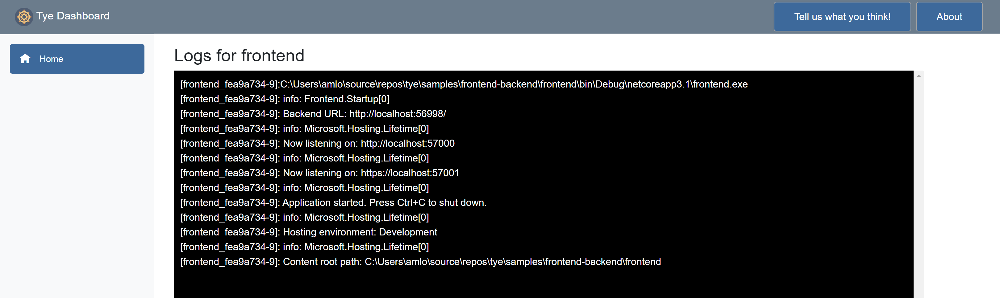 Tye Dashboard
Tell us what you think!
About
Home
Logs for frontend
[frontend_fea9a734-9]:C:\Users\amlo\source\repos\tye\samples\frontend-backend\frontend\bin\Debug\netcoreapp3.1\frontend.exe
[frontend_fea9a734-9]: info: Frontend.Startup[0]
[frontend_fea9a734-9]: Backend URL: http://localhost:56998/
[frontend_fea9a734-9]: info: Microsoft.Hosting.Lifetime[0]
[frontend_fea9a734-9]: Now listening on: http://localhost:57000
[frontend_fea9a734-9]: info: Microsoft.Hosting.Lifetime[0]
[frontend_fea9a734-9]: Now listening on: https://localhost:57001
[frontend_fea9a734-9]: info: Microsoft.Hosting.Lifetime[0]
[frontend_fea9a734-9]: Application started. Press Ctrl+C to shut down.
[frontend_fea9a734-9]: info: Microsoft.Hosting.Lifetime[0]
[frontend_fea9a734-9]: Hosting environment: Development
[frontend_fea9a734-9]: info: Microsoft.Hosting.Lifetime[0]
[frontend_fea9a734-9]: Content root path: C:\Users\amlo\source\repos\tye\samples\frontend-backend\frontend